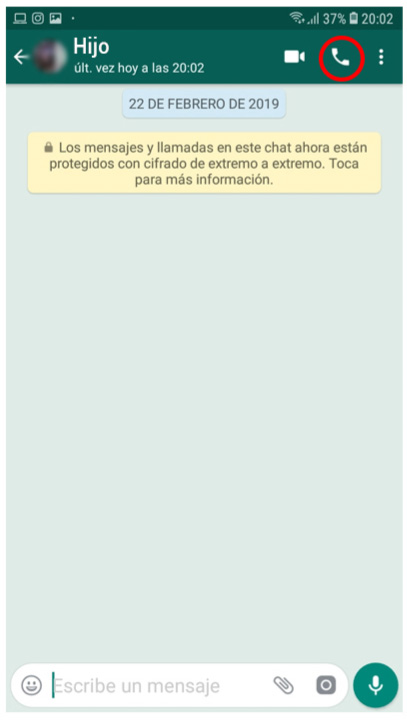 37% 20:02
Hijo
últ. vez hoy a las 20:02
22 DE FEBRERO DE 2019
Los mensajes y llamadas en este chat ahora están
protegidos con cifrado de extremo a extremo. Toca
para más información.
Escribe un mensaje